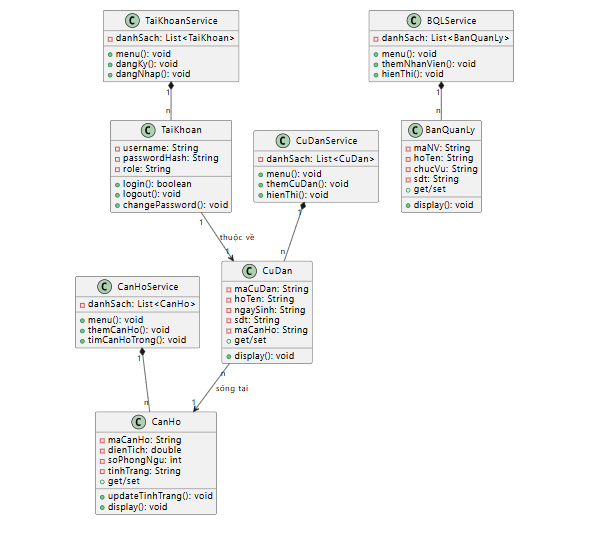 C TaiKhoanService
danhSach: List<TaiKhoan>
menu(): void
dangKy(): void
dangNhap(): void
1
n
C BQLService
danhSach: List<BanQuanLy>
menu(): void
themNhanVien(): void
hienThi(): void
1
n
C TaiKhoan
username: String
passwordHash: String
role: String
login(): boolean
logout(): void
changePassword(): void
1
thuộc về
1
C CuDanService
danhSach: List<CuDan>
menu(): void
themCuDan(): void
hienThi(): void
1
n
C BanQuanLy
maNV: String
hoTen: String
chucVu: String
sdt: String
get/set
display(): void
C CuDan
maCuDan: String
hoTen: String
ngaySinh: String
sdt: String
maCanHo: String
get/set
display(): void
n
sống tại
1
C CanHoService
danhSach: List<CanHo>
menu(): void
themCanHo(): void
timCanHoTrong(): void
1
n
C CanHo
maCanHo: String
dienTich: double
soPhongNgu: int
tinhTrang: String
get/set
updateTinhTrang(): void
display(): void